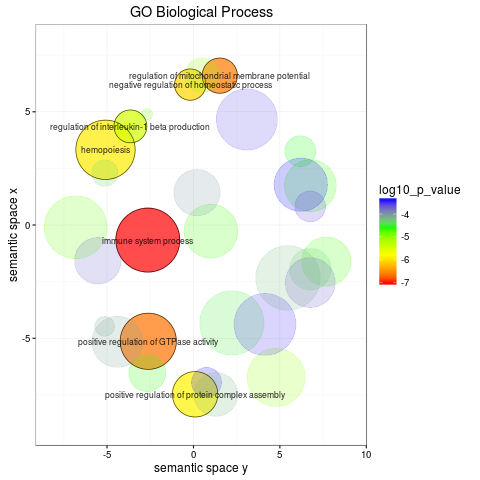 GO Biological Process
regulation of mitochondrial membrane potential
negative regulation of homeostatic process
regulation of interleukin-1 beta production
hemopoiesis
immune system process
positive regulation of GTPase activity
positive regulation of protein complex assembly
5
0
-5
semantic space x
-5
0
5
10
semantic space y
log10_p_value
-4
-5
-6
-7